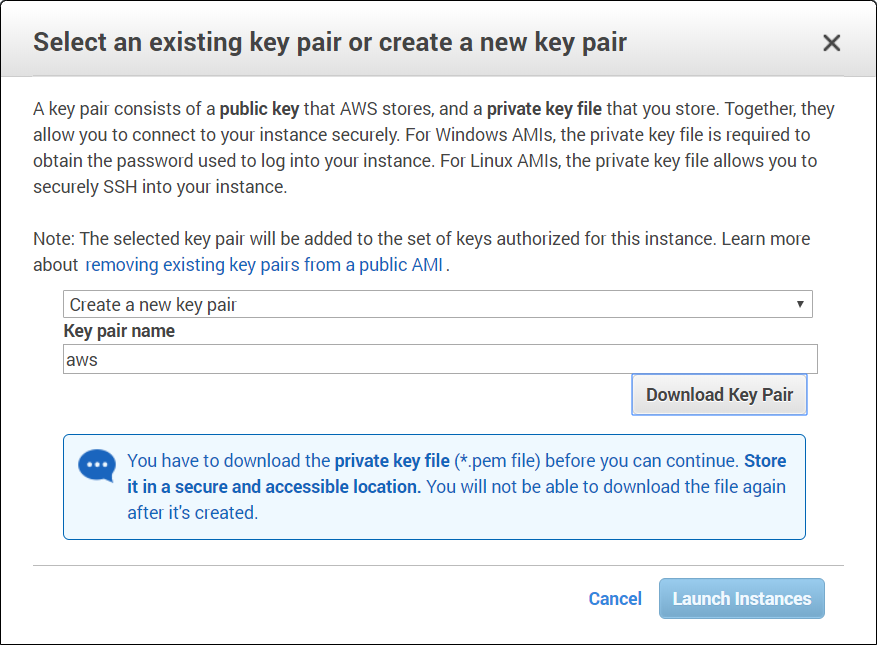 Select an existing key pair or create a new key pair
A key pair consists of a public key that AWS stores, and a private key file that you store. Together, they
allow you to connect to your instance securely. For Windows AMIs, the private key file is required to
obtain the password used to log into your instance. For Linux AMIs, the private key file allows you to
securely SSH into your instance.
Note: The selected key pair will be added to the set of keys authorized for this instance. Learn more
about removing existing key pairs from a public AMI .
Create a new key pair
Key pair name
aws
Download Key Pair
You have to download the private key file (*.pem file) before you can continue. Store
it in a secure and accessible location. You will not be able to download the file again
after it's created.
Cancel
Launch Instances